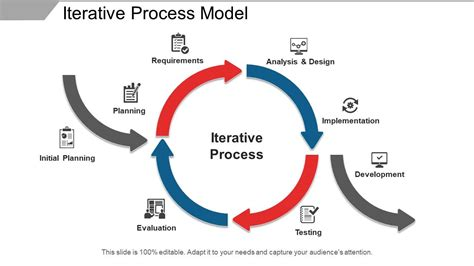 Iterative Process Model
Requirements
Analysis & Design
Planning
Implementation
Iterative
Process
Initial Planning
Development
Evaluation
Testing
This slide is 100% editable. Adapt it to your needs and capture your audience's attention.